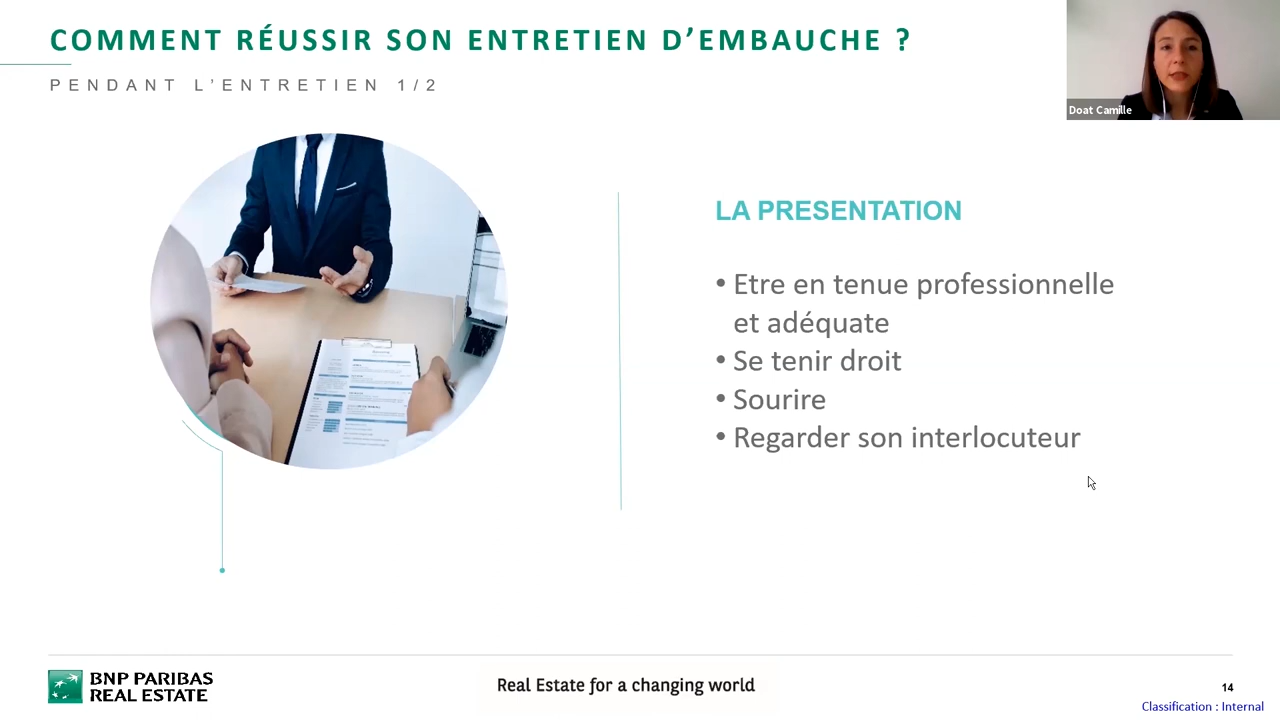 COMMENT RÉUSSIR SON ENTRETIEN D’EMBAUCHE ?
PENDANT L’ENTRETIEN 1/2
Doat Camille
LA PRESENTATION
• Etre en tenue professionnelle
et adéquate
• Se tenir droit
• Sourire
• Regarder son interlocuteur
BNP PARIBAS
REAL ESTATE
Real Estate for a changing world
14
Classification : Internal